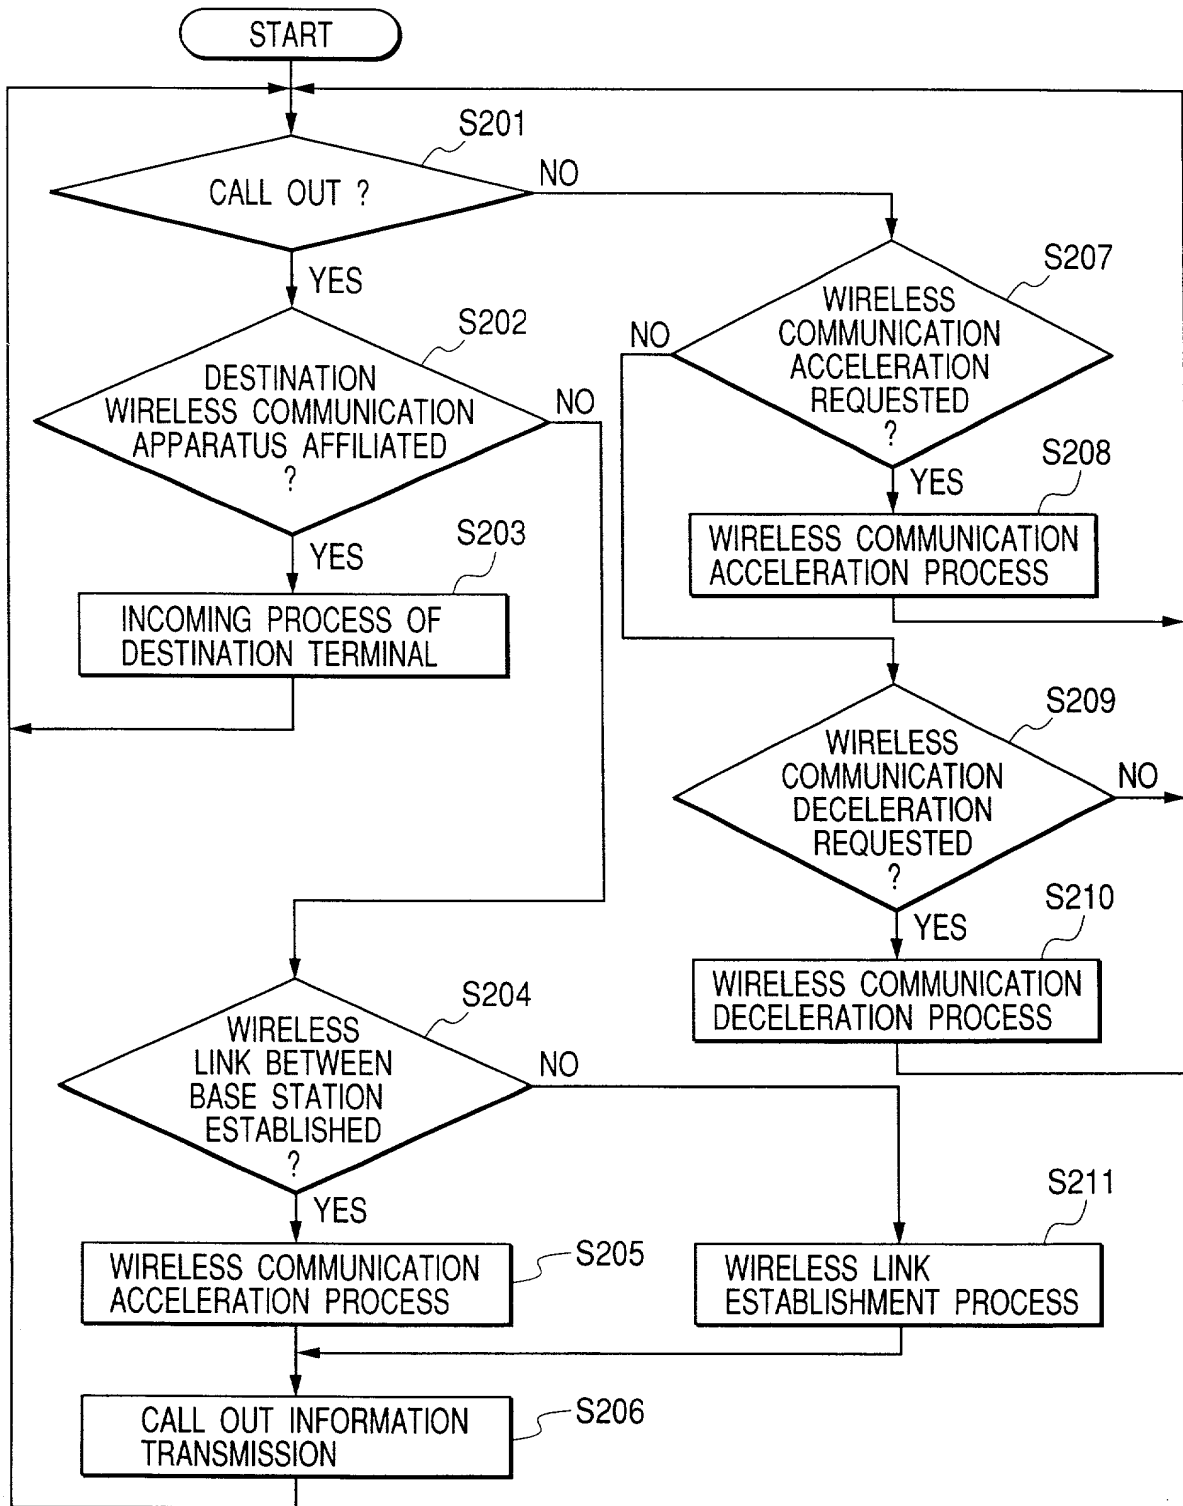 START
S201
CALL OUT ?
NO
YES
S202
DESTINATION
WIRELESS COMMUNICATION
APPARATUS AFFILIATED
?
NO
YES
S203
INCOMING PROCESS OF
DESTINATION TERMINAL
S207
WIRELESS
COMMUNICATION
ACCELERATION
REQUESTED
?
NO
YES
S208
WIRELESS COMMUNICATION
ACCELERATION PROCESS
S209
WIRELESS
COMMUNICATION
DECELERATION
REQUESTED
?
NO
YES
S210
WIRELESS COMMUNICATION
DECELERATION PROCESS
S204
WIRELESS
LINK BETWEEN
BASE STATION
ESTABLISHED
?
NO
YES
S205
WIRELESS COMMUNICATION
ACCELERATION PROCESS
S211
WIRELESS LINK
ESTABLISHMENT PROCESS
S206
CALL OUT INFORMATION
TRANSMISSION